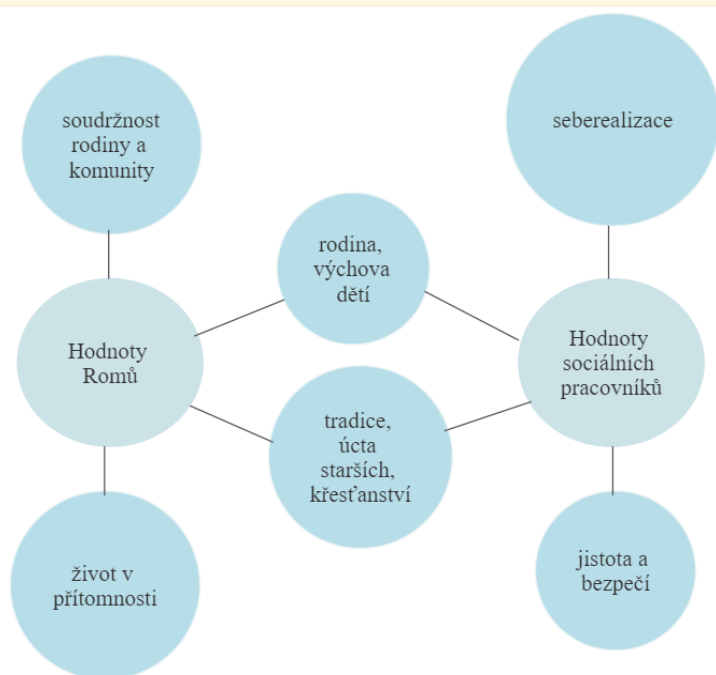 soudržnost
rodiny a
komunity
seberealizace
rodina,
výchova
dětí
Hodnoty
Romů
Hodnoty
sociálních
pracovníků
tradice,
úcta
starších,
křesťanství
život v
přítomnosti
jistota a
bezpečí